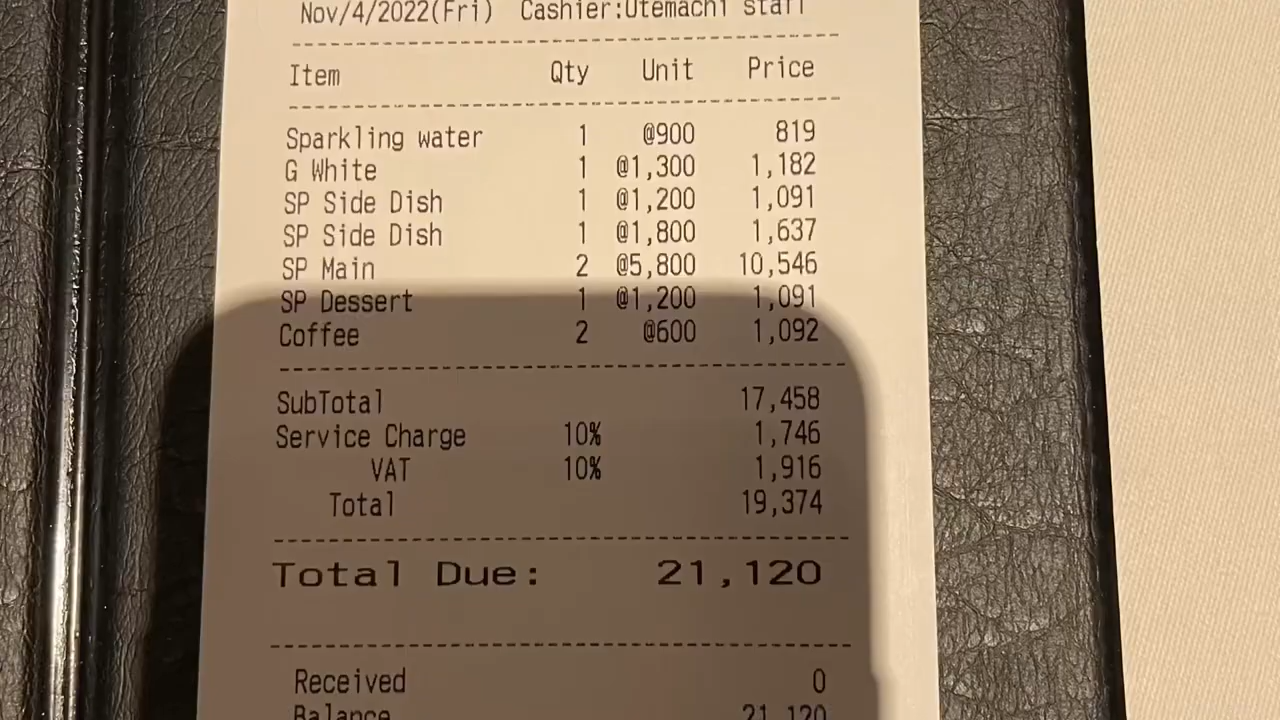 Nov/4/2022(Fri) Cashier:Otemachi staff
Item Qty Unit Price
Sparkling water 1 @900 819
G White 1 @1,300 1,182
SP Side Dish 1 @1,200 1,091
SP Side Dish 1 @1,800 1,637
SP Main 2 @5,800 10,546
SP Dessert 1 @1,200 1,091
Coffee 2 @600 1,092
SubTotal 17,458
Service Charge 10% 1,746
VAT 10% 1,916
Total 19,374
Total Due: 21,120
Received 0
Balance 21,120